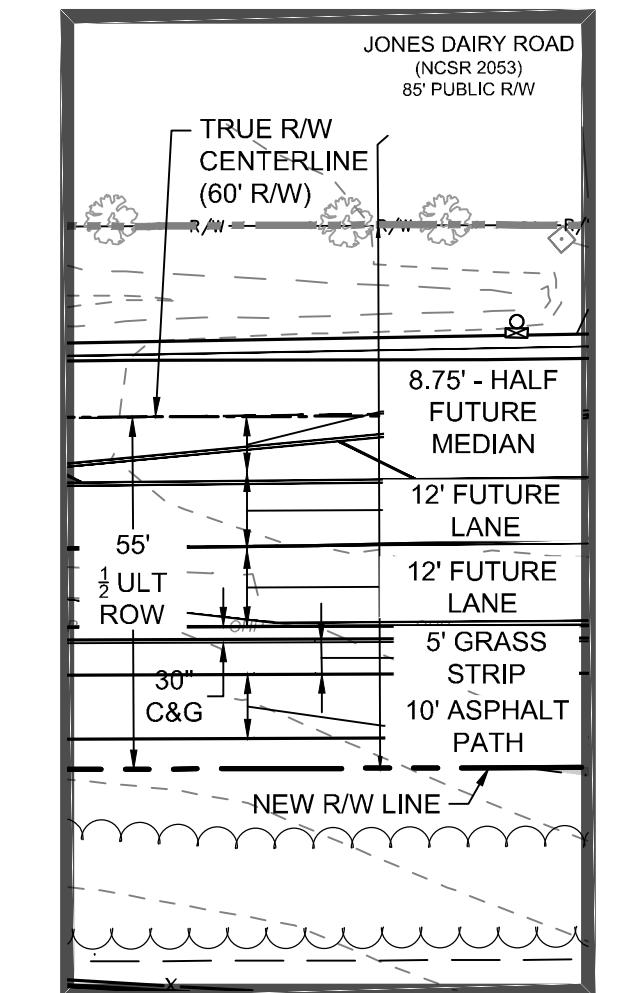 JONES DAIRY ROAD
(NCSR 2053)
85' PUBLIC R/W
TRUE R/W
CENTERLINE
(60' R/W)
R/W
R/W
R/
8.75' - HALF
FUTURE
MEDIAN
12' FUTURE
LANE
55'
½ ULT
ROW
12' FUTURE
LANE
5' GRASS
STRIP
30"
C&G
10' ASPHALT
PATH
NEW R/W LINE
X